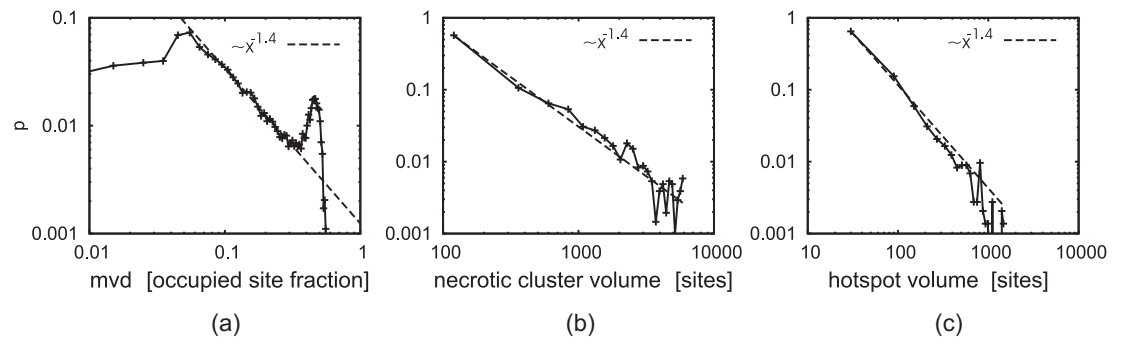 0.1
0.01
0.001
p
0.01 0.1 1
mvd [occupied site fraction]
~x^-1.4
(a)
1
0.1
0.01
0.001
100 1000 10000
necrotic cluster volume [sites]
~x^-1.4
(b)
1
0.1
0.01
0.001
10 100 1000 10000
hotspot volume [sites]
~x^-1.4
(c)